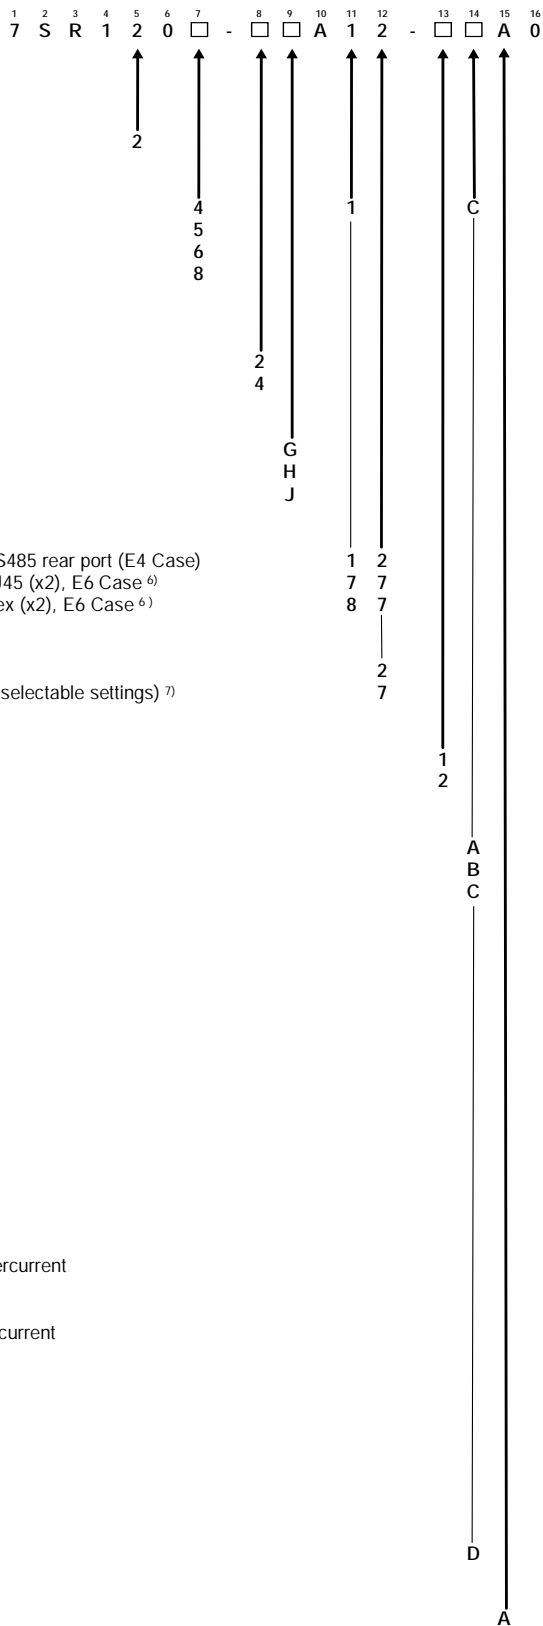 1 2 3 4 5 6 7 8 9 10 11 12 13 14 15 16
7 S R 1 2 0 □ - □ □ A 1 2 - □ □ A 0
2
4 1 C
5
6
8
2
4
G
H
J
S485 rear port (E4 Case) 1 2
J45 (x2), E6 Case 6) 7 7
ex (x2), E6 Case 6 ) 8 7
2
selectable settings) 7) 7
1
2
A
B
C
ercurrent
current
D
A